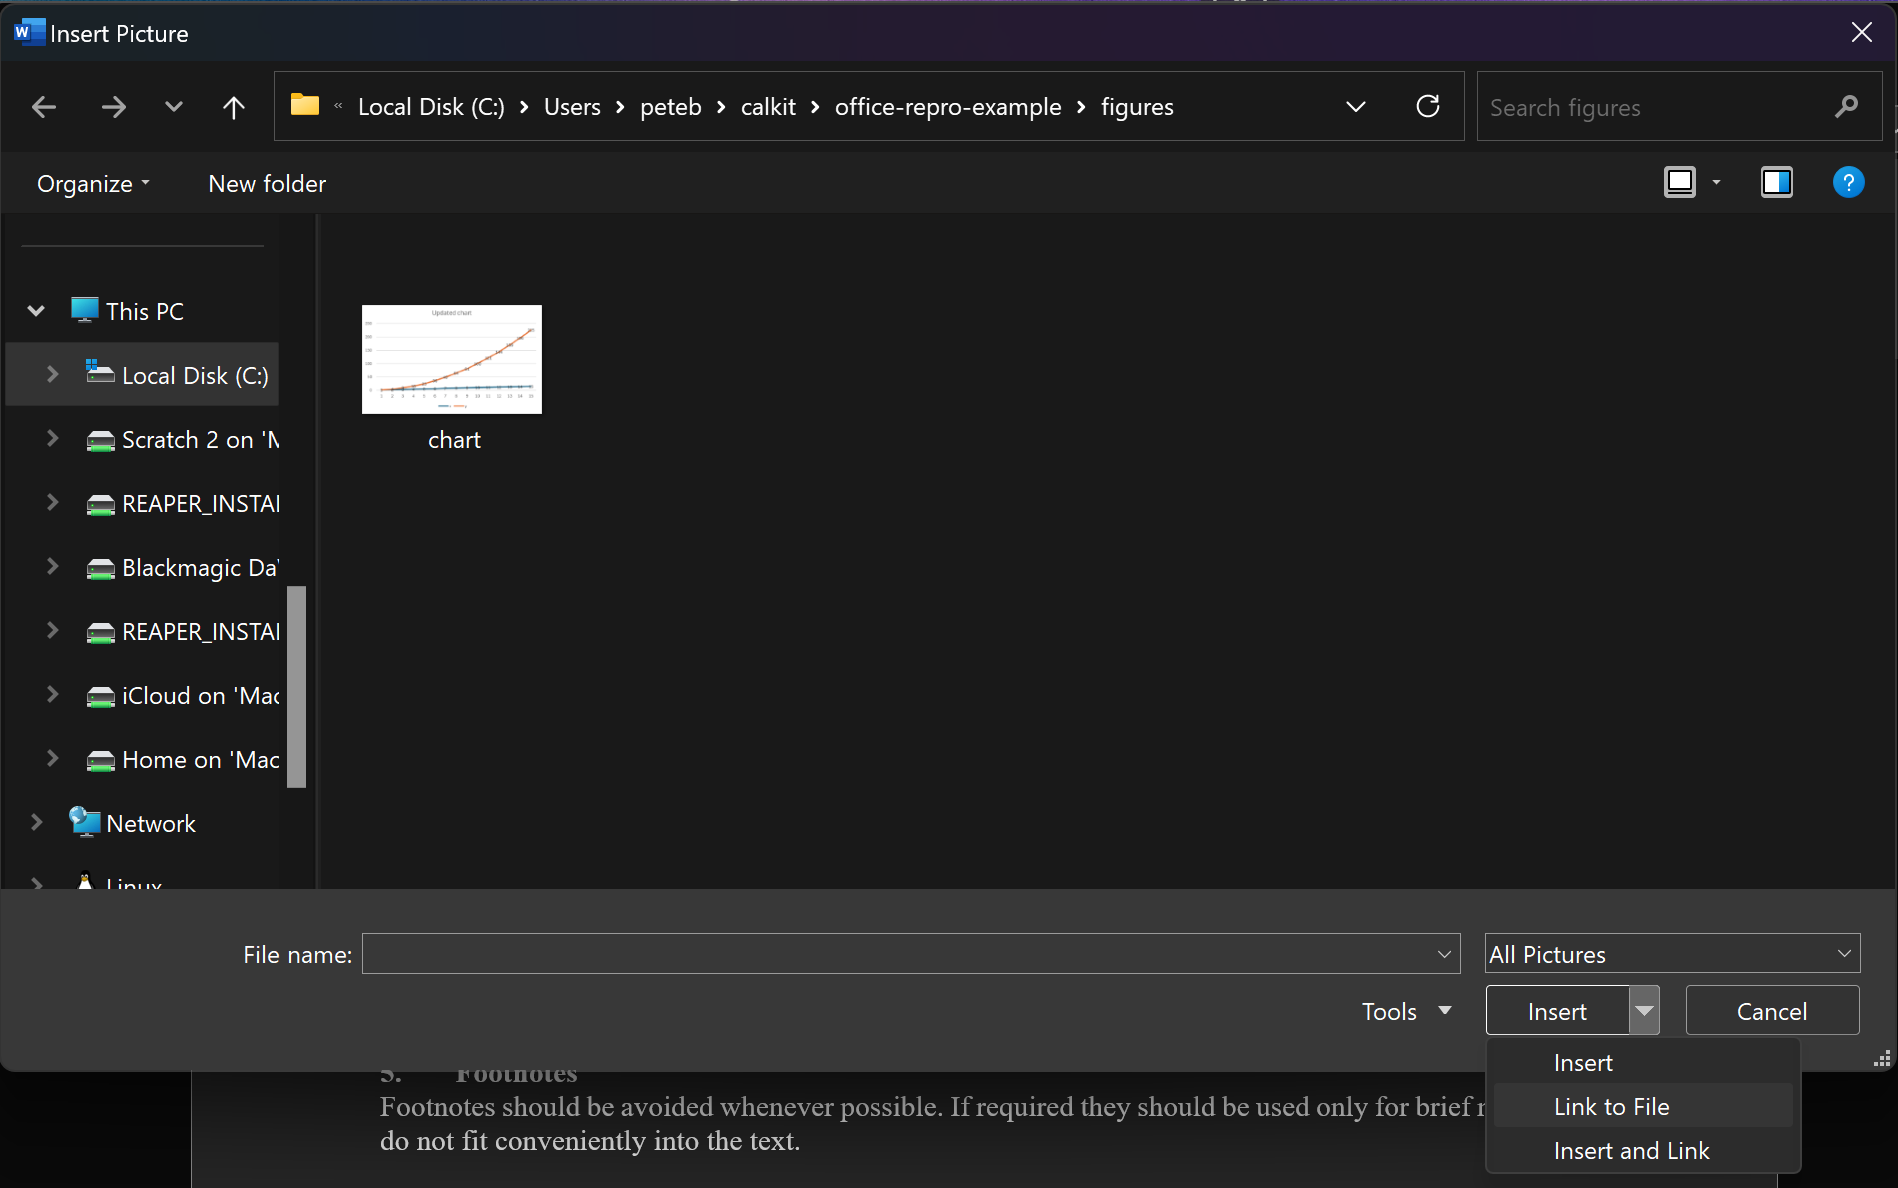 Insert Picture
« Local Disk (C:) > Users > peteb > calkit > office-repro-example > figures
Search figures
Organize
New folder
This PC
Local Disk (C:)
Scratch 2 on '
REAPER_INSTAL
Blackmagic Da
REAPER_INSTAL
iCloud on 'Mac
Home on 'Mac
Network
Linux
Updated chart
chart
File name:
All Pictures
Tools
Insert
Cancel
Insert
Link to File
Insert and Link
5. Footnotes
Footnotes should be avoided whenever possible. If required they should be used only for brief
do not fit conveniently into the text.